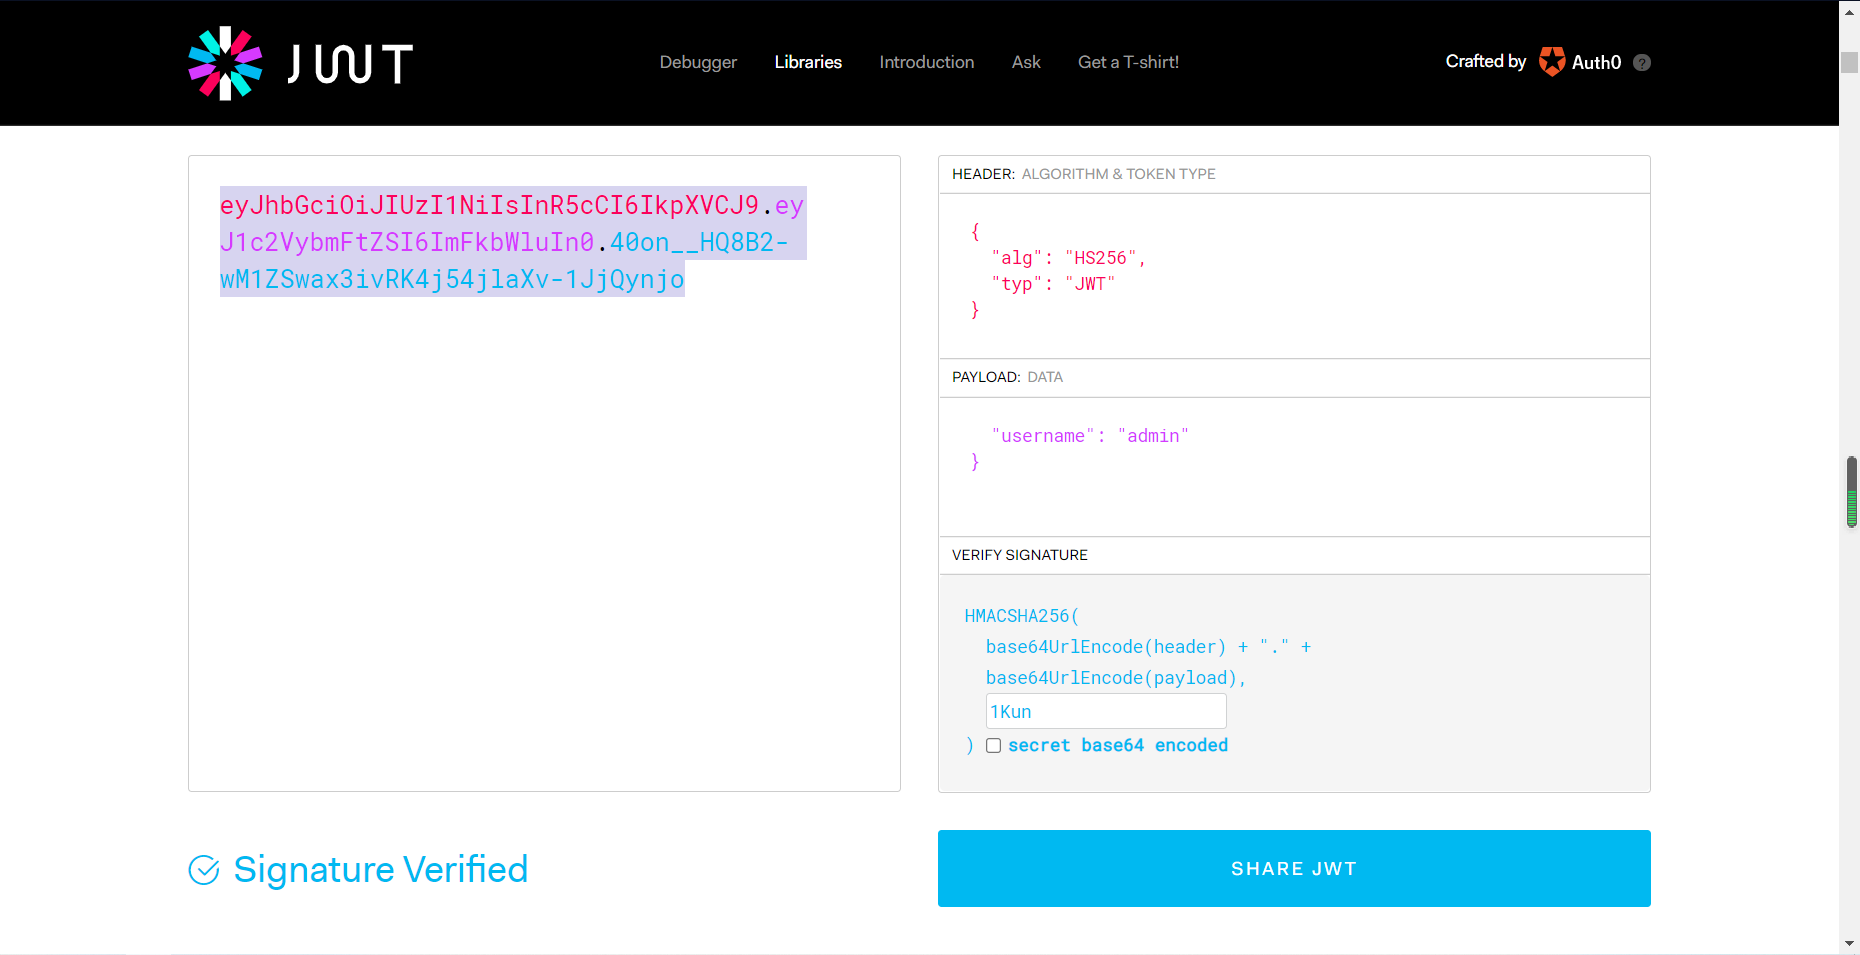 JWT
Debugger Libraries Introduction Ask Get a T-shirt!
Crafted by Auth0 ?
eyJhbGciOiJIUzI1NiIsInR5cCI6IkpXVCJ9.ey
J1c2VybmFtZSI6ImFkbWluIn0.40on__HQ8B2-
wM1ZSwax3ivRK4j54jlaXv-1JjQynjo
HEADER: ALGORITHM & TOKEN TYPE
{
"alg": "HS256",
"typ": "JWT"
}
PAYLOAD: DATA
"username": "admin"
}
VERIFY SIGNATURE
HMACSHA256(
base64UrlEncode(header) + "." +
base64UrlEncode(payload),
1Kun
) secret base64 encoded
Signature Verified
SHARE JWT